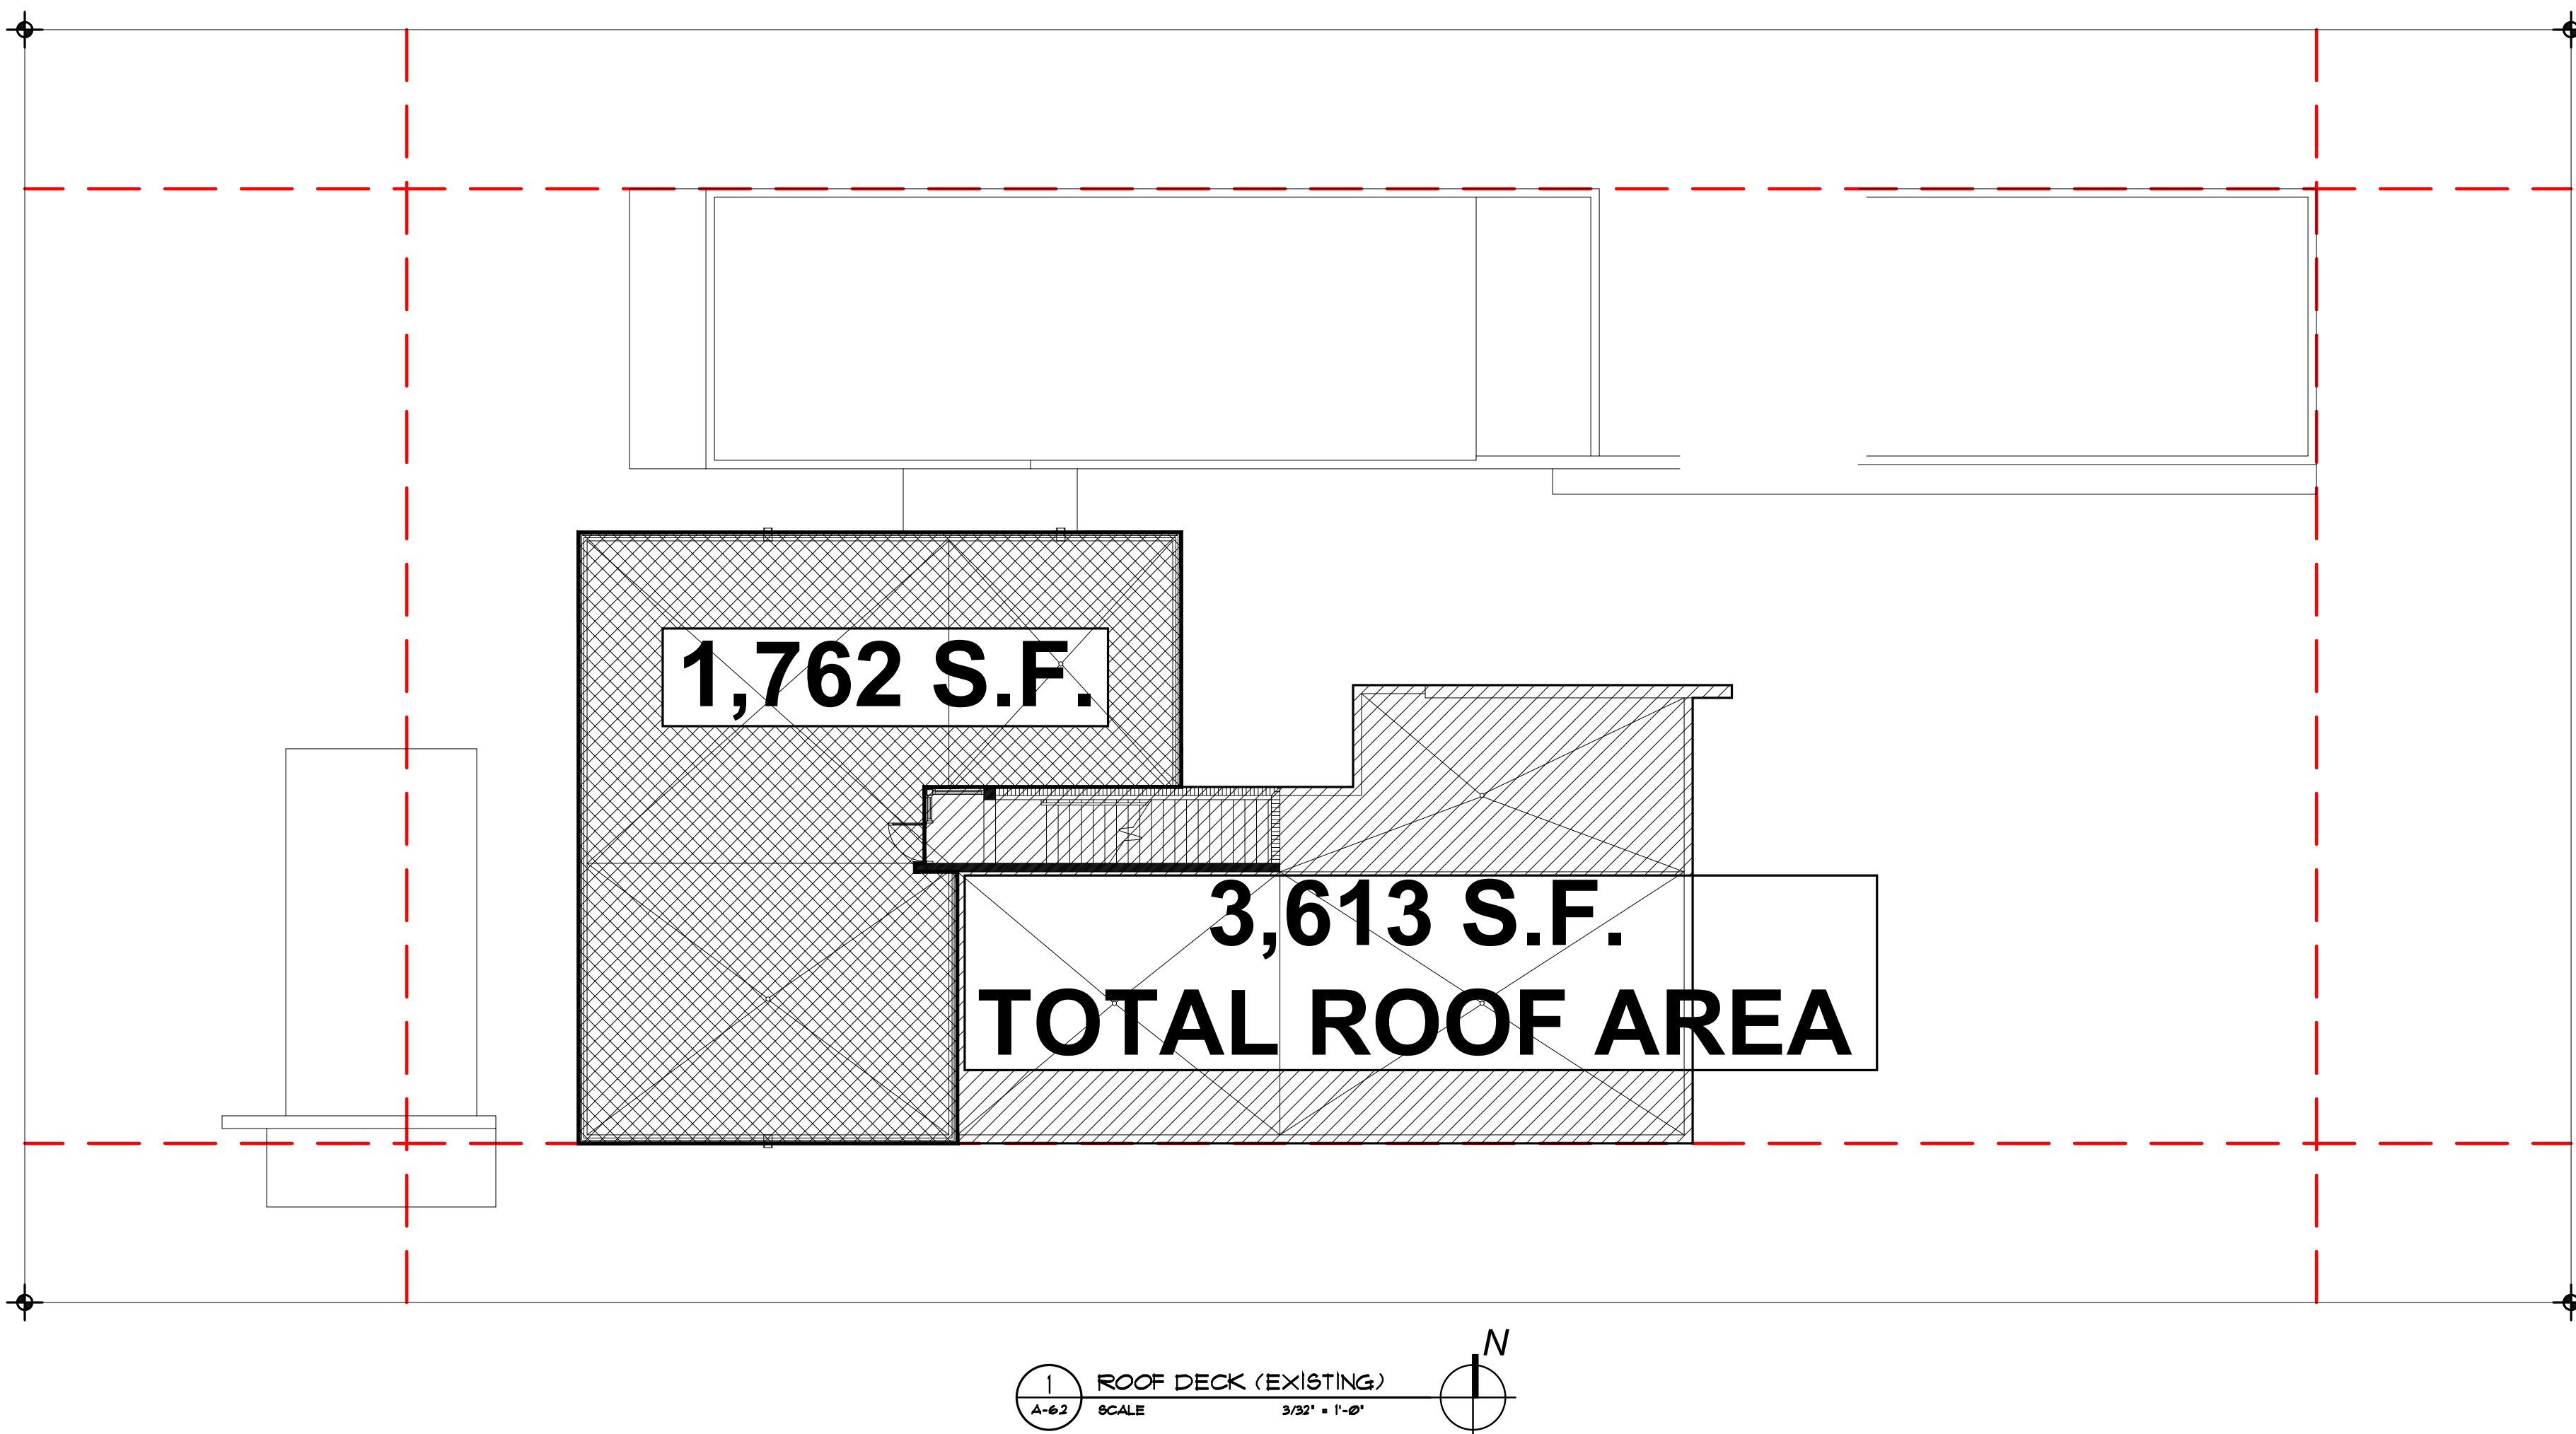 1,762 S.F.
3,613 S.F.
TOTAL ROOF AREA
N
1
ROOF DECK (EXISTING)
A-6.2
SCALE 3/32" = 1'-0"